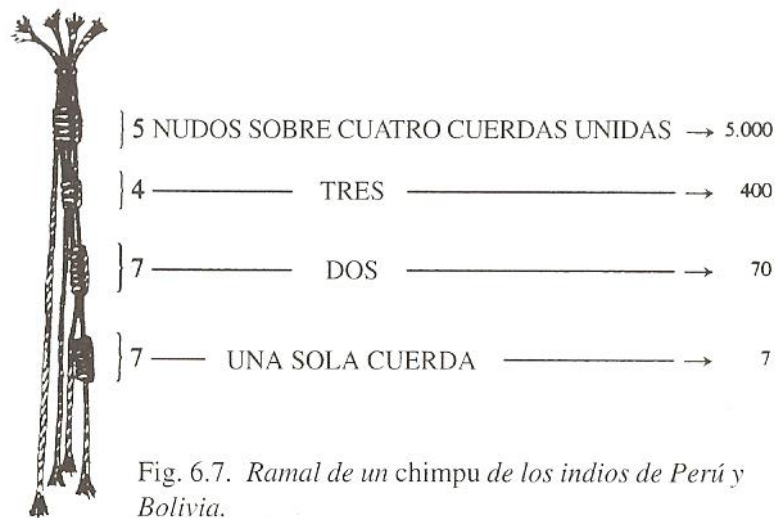 }5 NUDOS SOBRE CUATRO CUERDAS UNIDAS → 5.000
}4 ——— TRES ——— → 400
}7 ——— DOS ——— → 70
}7 —— UNA SOLA CUERDA ——— → 7
Fig. 6.7. Ramal de un chimpu de los indios de Perú y
Bolivia.